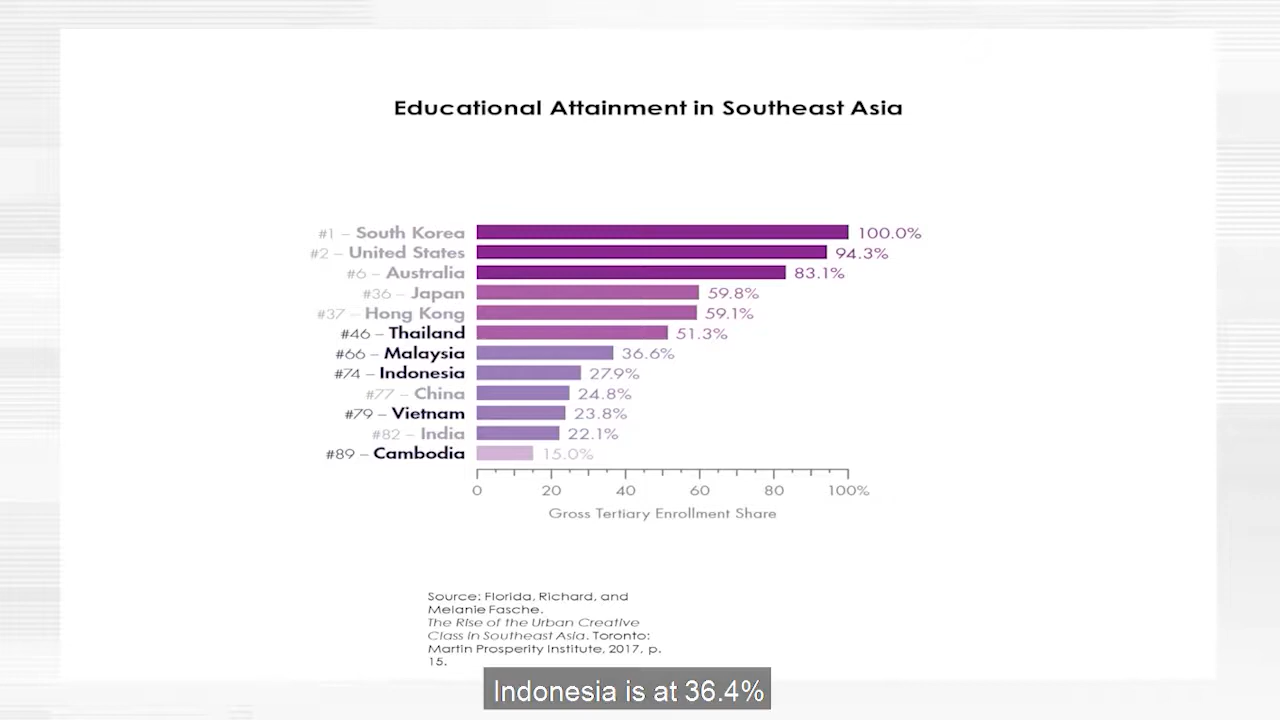 Educational Attainment in Southeast Asia
#1 – South Korea 100.0%
#2 – United States 94.3%
#6 – Australia 83.1%
#36 – Japan 59.8%
#37 – Hong Kong 59.1%
#46 – Thailand 51.3%
#66 – Malaysia 36.6%
#74 – Indonesia 27.9%
#77 – China 24.8%
#79 – Vietnam 23.8%
#82 – India 22.1%
#89 – Cambodia 15.0%
0 20 40 60 80 100%
Gross Tertiary Enrollment Share
Source: Florida, Richard, and
Melanie Fasche.
The Rise of the Urban Creative
Class in Southeast Asia. Toronto:
Martin Prosperity Institute, 2017, p.
15.
Indonesia is at 36.4%